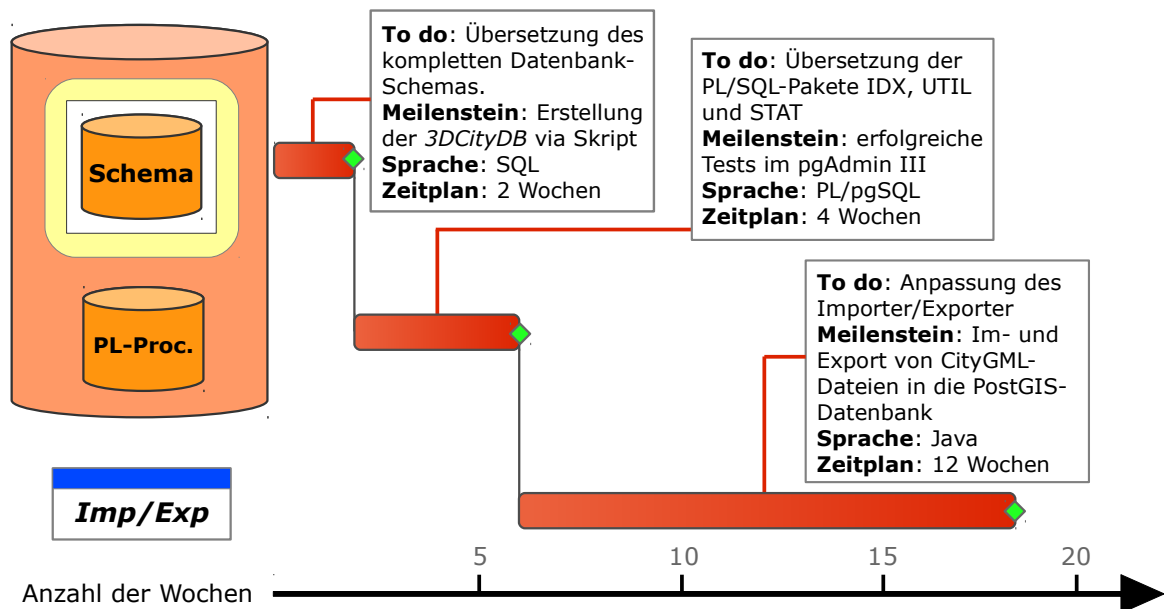 Schema
PL-Proc.
Imp/Exp
To do: Übersetzung des
kompletten Datenbank-
Schemas.
Meilenstein: Erstellung
der 3DCityDB via Skript
Sprache: SQL
Zeitplan: 2 Wochen
To do: Übersetzung der
PL/SQL-Pakete IDX, UTIL
und STAT
Meilenstein: erfolgreiche
Tests im pgAdmin III
Sprache: PL/pgSQL
Zeitplan: 4 Wochen
To do: Anpassung des
Importer/Exporter
Meilenstein: Im- und
Export von CityGML-
Dateien in die PostGIS-
Datenbank
Sprache: Java
Zeitplan: 12 Wochen
5 10 15 20
Anzahl der Wochen